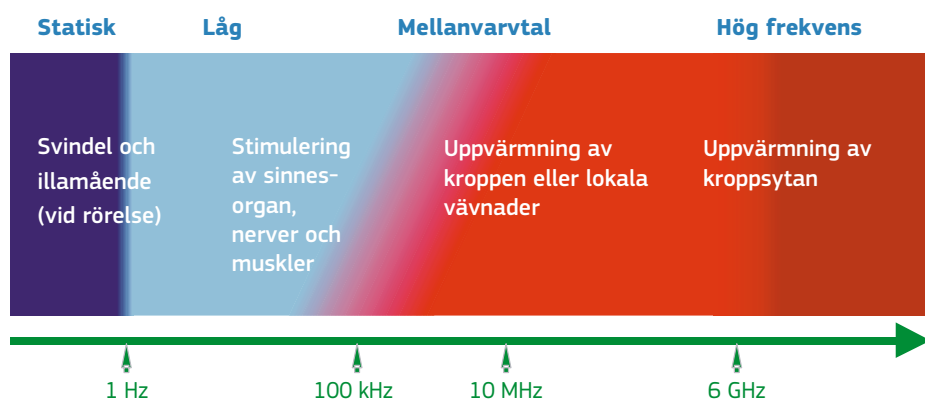 Statisk
Låg
Mellanvarvtal
Hög frekvens
Svindel och
illamående
(vid rörelse)
Stimulering
av sinnes-
organ,
nerver och
muskler
Uppvärmning av
kroppen eller lokala
vävnader
Uppvärmning av
kroppsytan
1 Hz
100 kHz
10 MHz
6 GHz